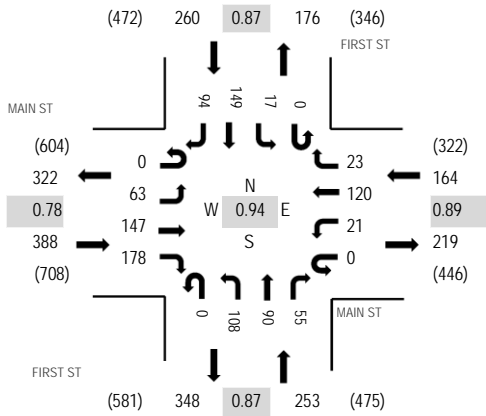 (472) 260 0.87 176 (346)
FIRST ST
94 149 17 0
MAIN ST
(604)
322
0.78
388
(708)
0
63
147
178
N
W 0.94 E
S
23
120
21
0
(322)
164
0.89
219
(446)
0 108 90 55
MAIN ST
FIRST ST
(581) 348 0.87 253 (475)